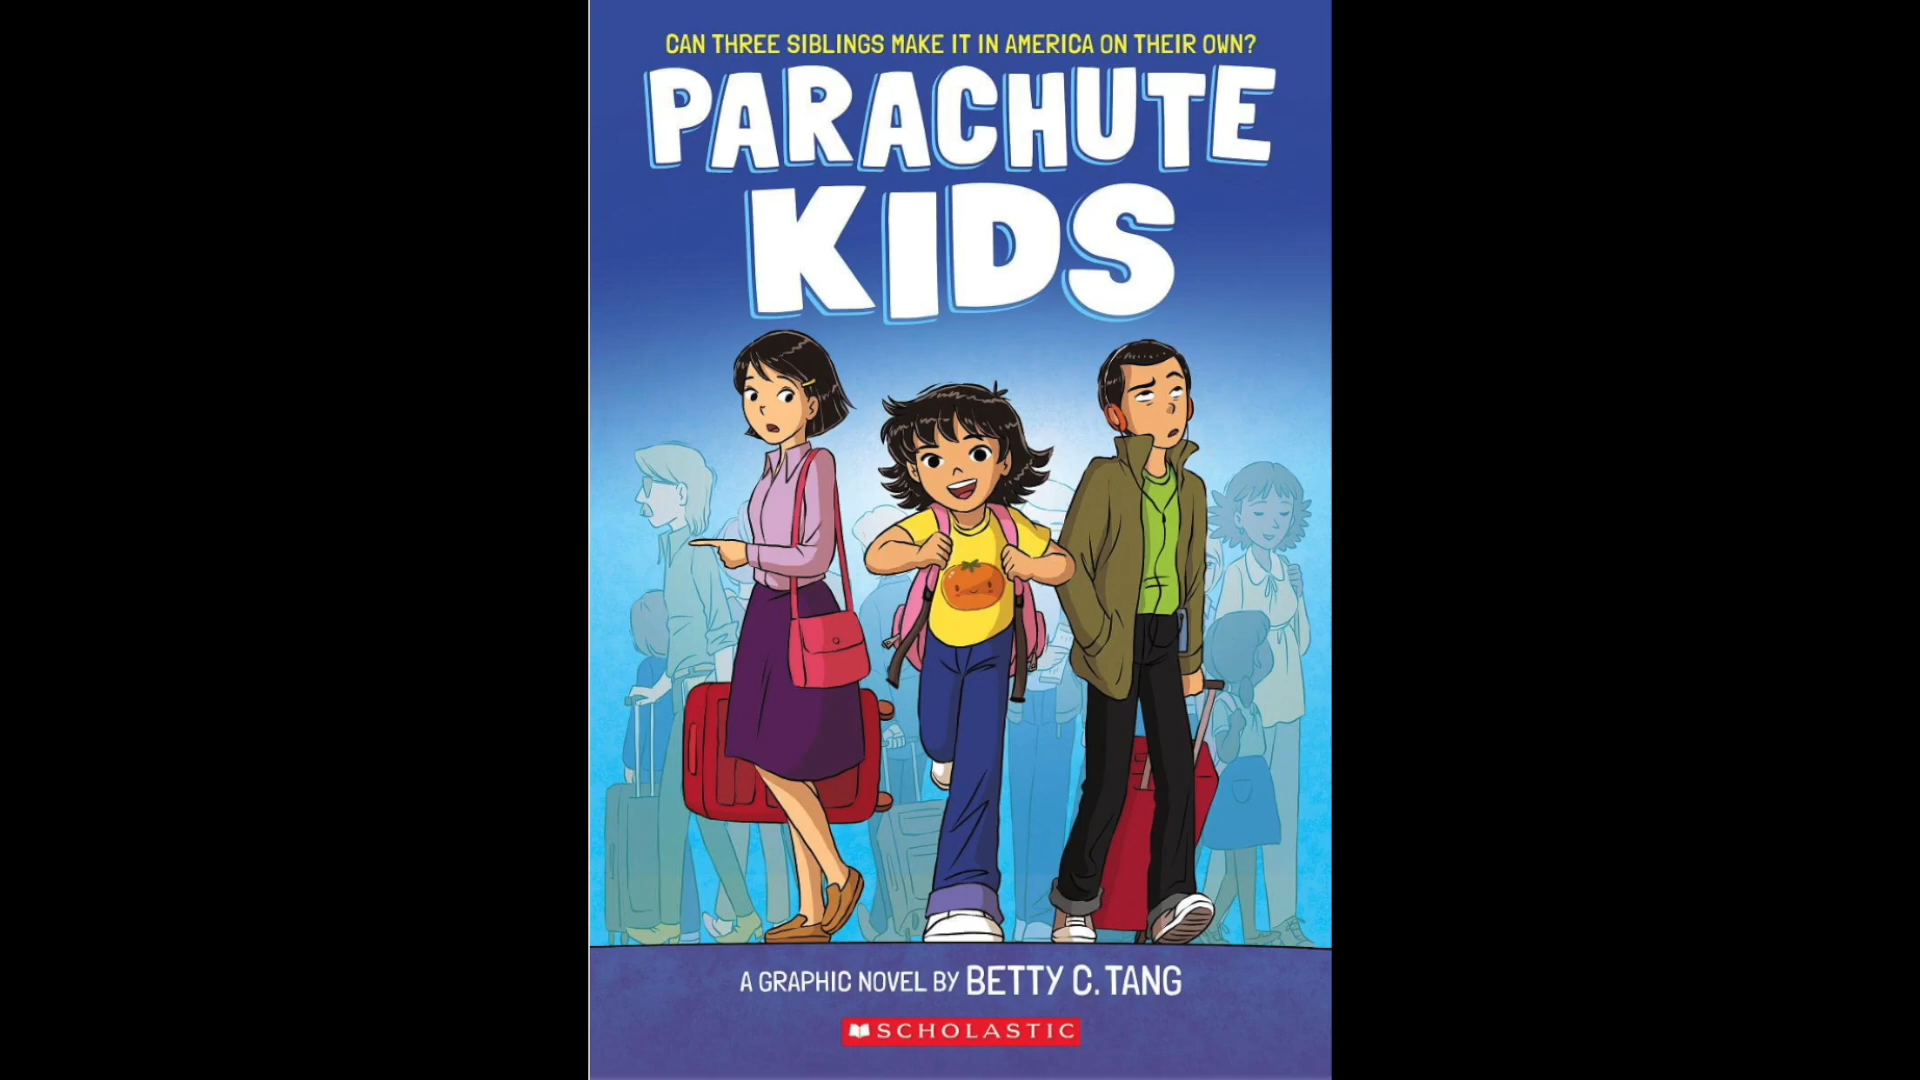 CAN THREE SIBLINGS MAKE IT IN AMERICA ON THEIR OWN?
PARACHUTE
KIDS
A GRAPHIC NOVEL BY BETTY C. TANG
SCHOLASTIC